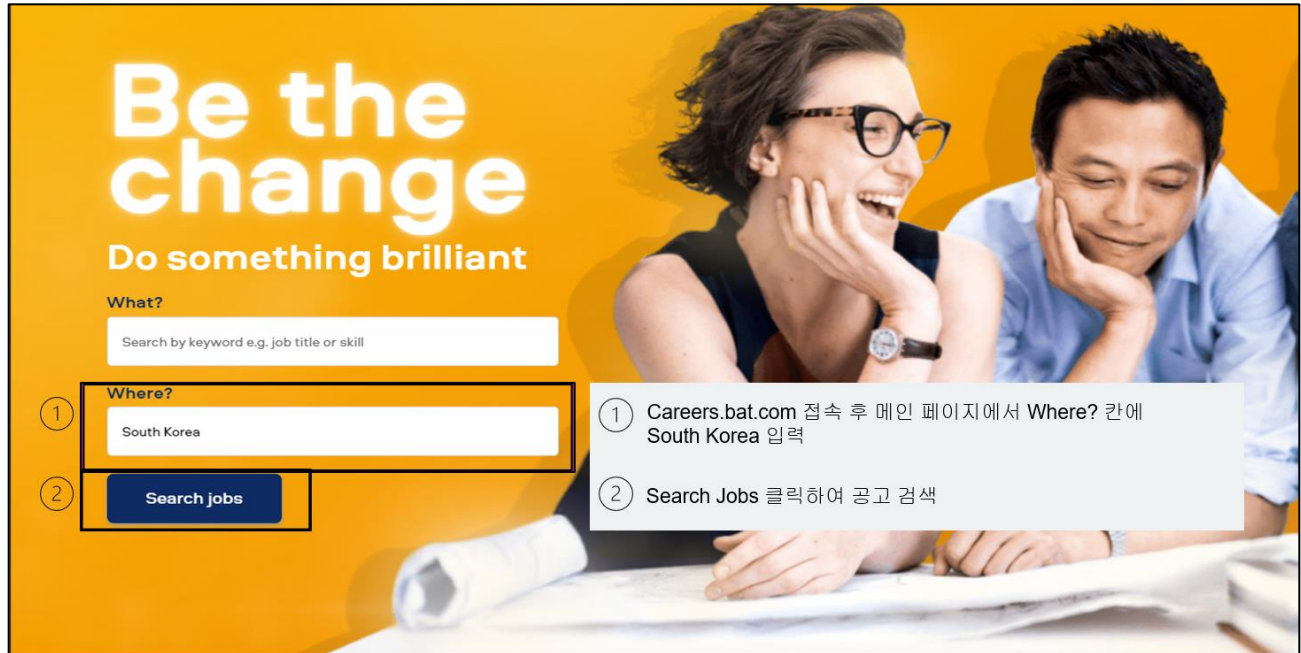 Be the
change
Do something brilliant
What?
Search by keyword e.g. job title or skill
Where?
① South Korea
② Search jobs
① Careers.bat.com 접속 후 메인 페이지에서 Where? 칸에
South Korea 입력
② Search Jobs 클릭하여 공고 검색